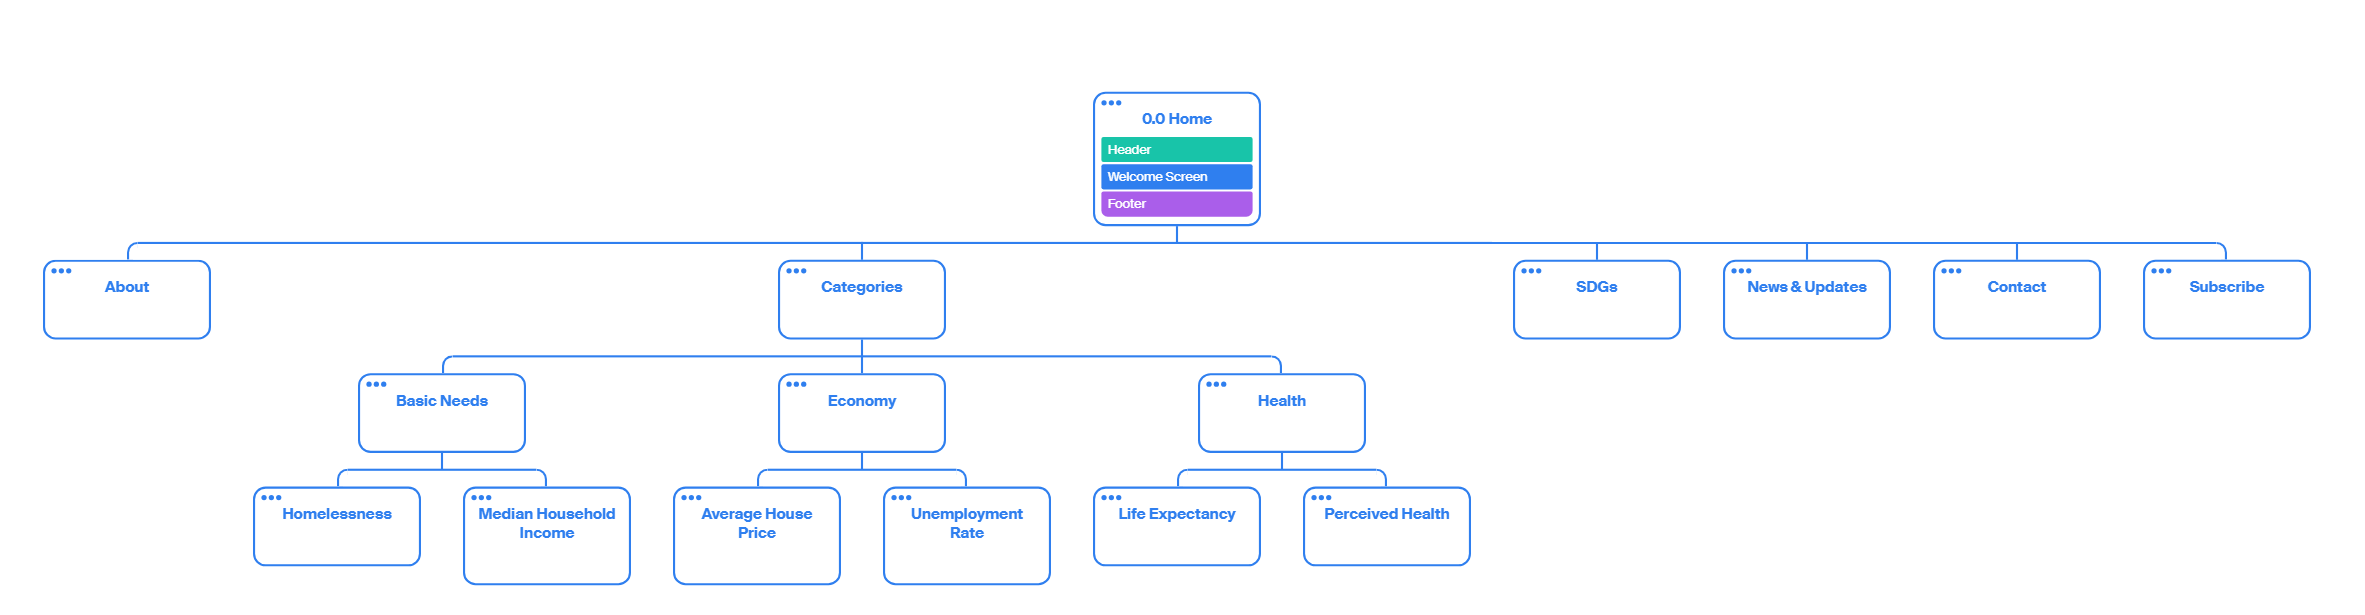 0.0 Home
Header
Welcome Screen
Footer
About
Categories
SDGs
News & Updates
Contact
Subscribe
Basic Needs
Economy
Health
Homelessness
Median Household
Income
Average House
Price
Unemployment
Rate
Life Expectancy
Perceived Health